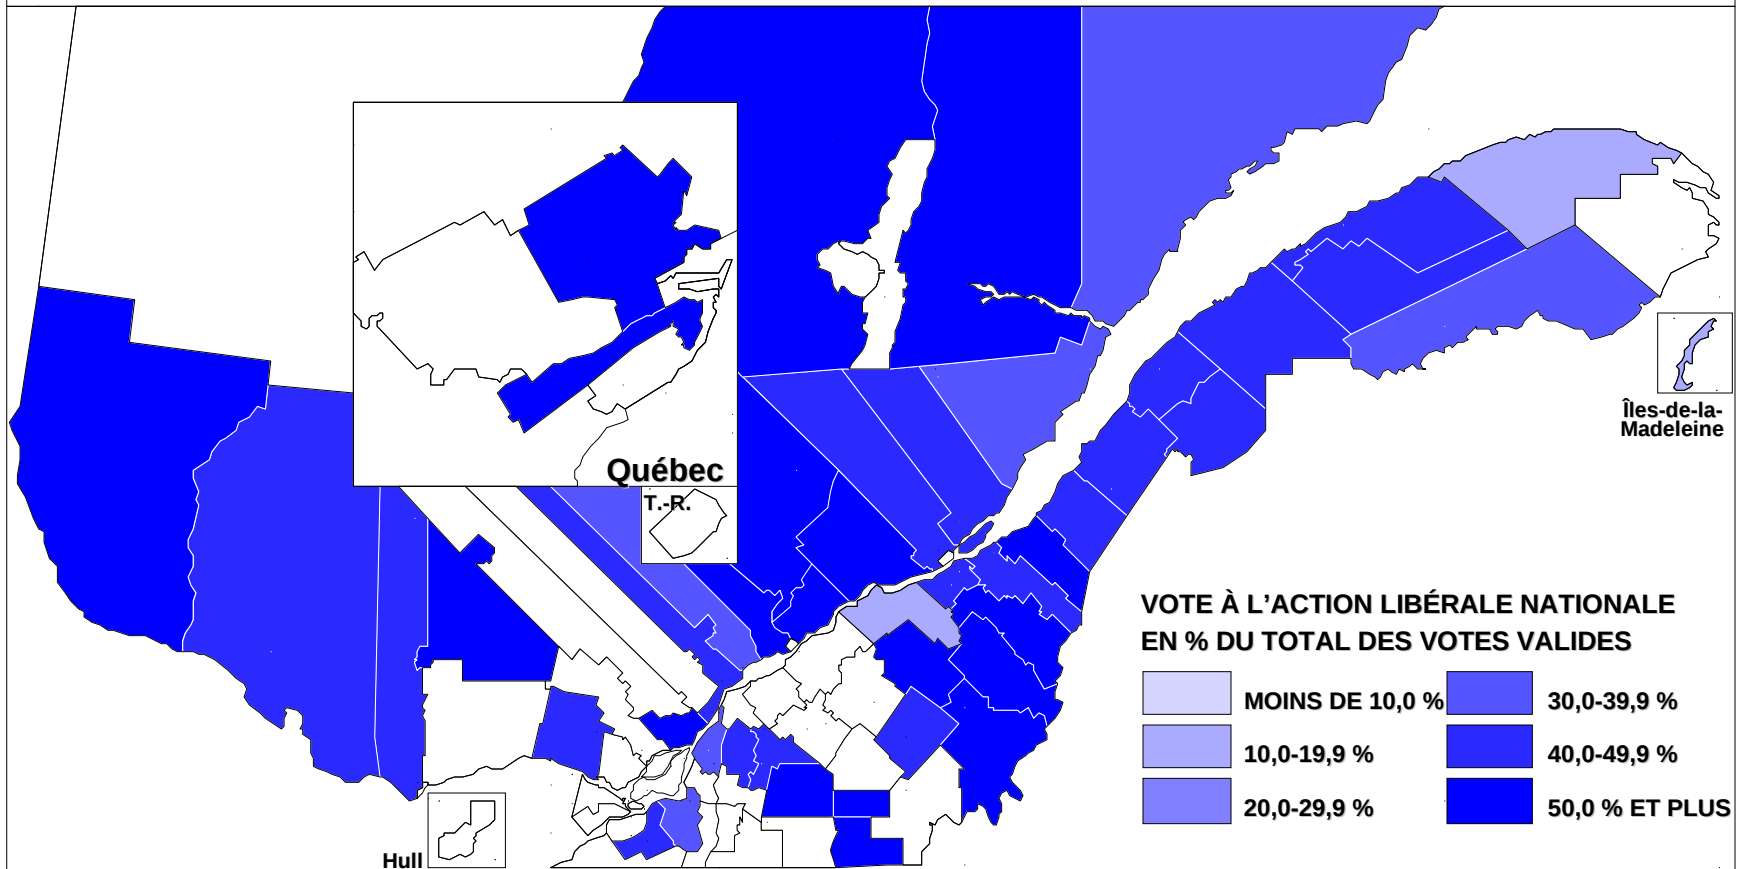 Québec
T.-R.
Îles-de-la-
Madeleine
VOTE À L’ACTION LIBÉRALE NATIONALE
EN % DU TOTAL DES VOTES VALIDES
MOINS DE 10,0 %
30,0-39,9 %
10,0-19,9 %
40,0-49,9 %
20,0-29,9 %
50,0 % ET PLUS
Hull